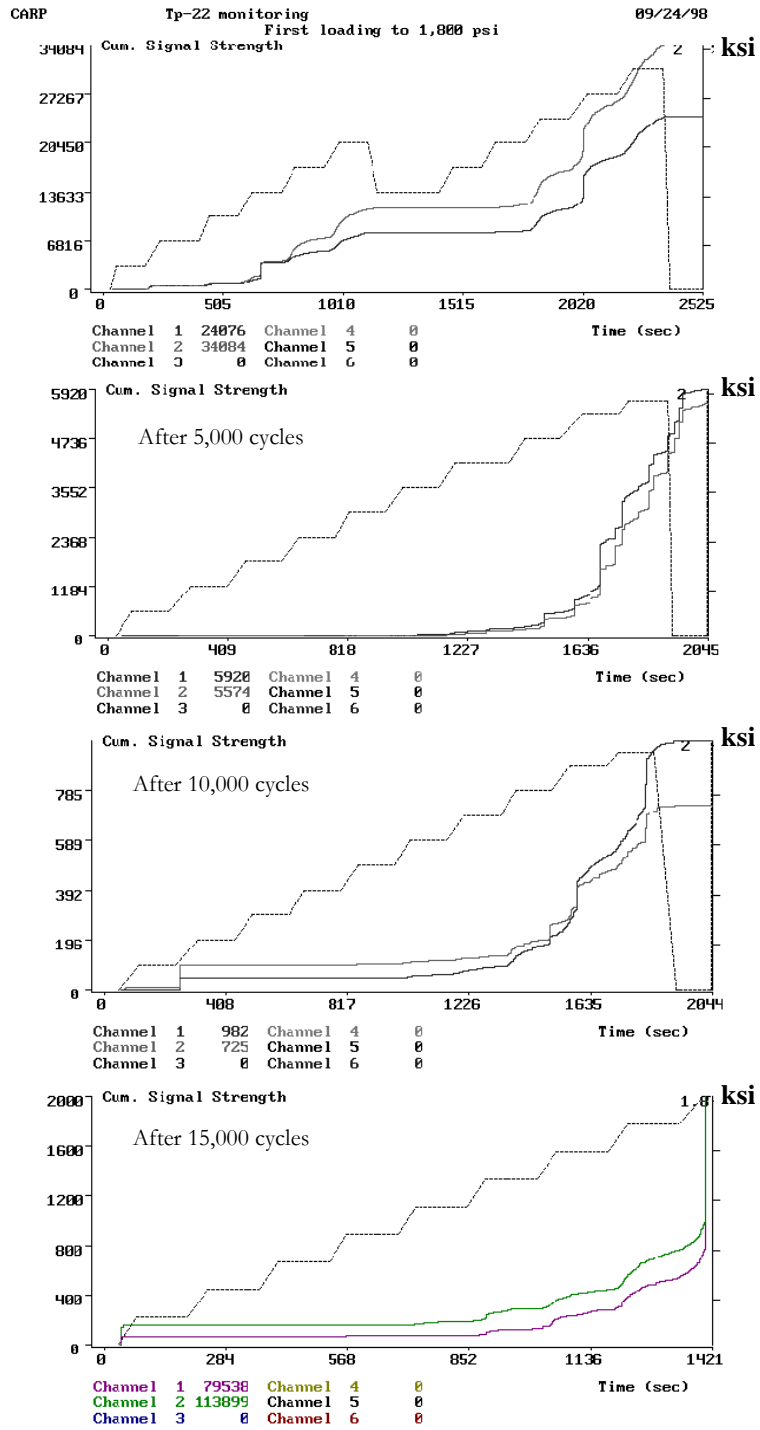 CARP Tp-22 monitoring 09/24/98
First loading to 1,800 psi
34084 Cum. Signal Strength 2 ksi
27267
20450
13633
6816
0
0 505 1010 1515 2020 2525
Channel 1 24076 Channel 4 0 Time (sec)
Channel 2 34084 Channel 5 0
Channel 3 0 Channel 6 0
5920 Cum. Signal Strength 2 ksi
4736 After 5,000 cycles
3552
2368
1184
0
0 409 818 1227 1636 2045
Channel 1 5920 Channel 4 0 Time (sec)
Channel 2 5574 Channel 5 0
Channel 3 0 Channel 6 0
Cum. Signal Strength 2 ksi
785 After 10,000 cycles
589
392
196
0
0 408 817 1226 1635 2044
Channel 1 982 Channel 4 0 Time (sec)
Channel 2 725 Channel 5 0
Channel 3 0 Channel 6 0
2000 Cum. Signal Strength 1.8 ksi
1600 After 15,000 cycles
1200
800
400
0
0 284 568 852 1136 1421
Channel 1 79538 Channel 4 0 Time (sec)
Channel 2 113899 Channel 5 0
Channel 3 0 Channel 6 0